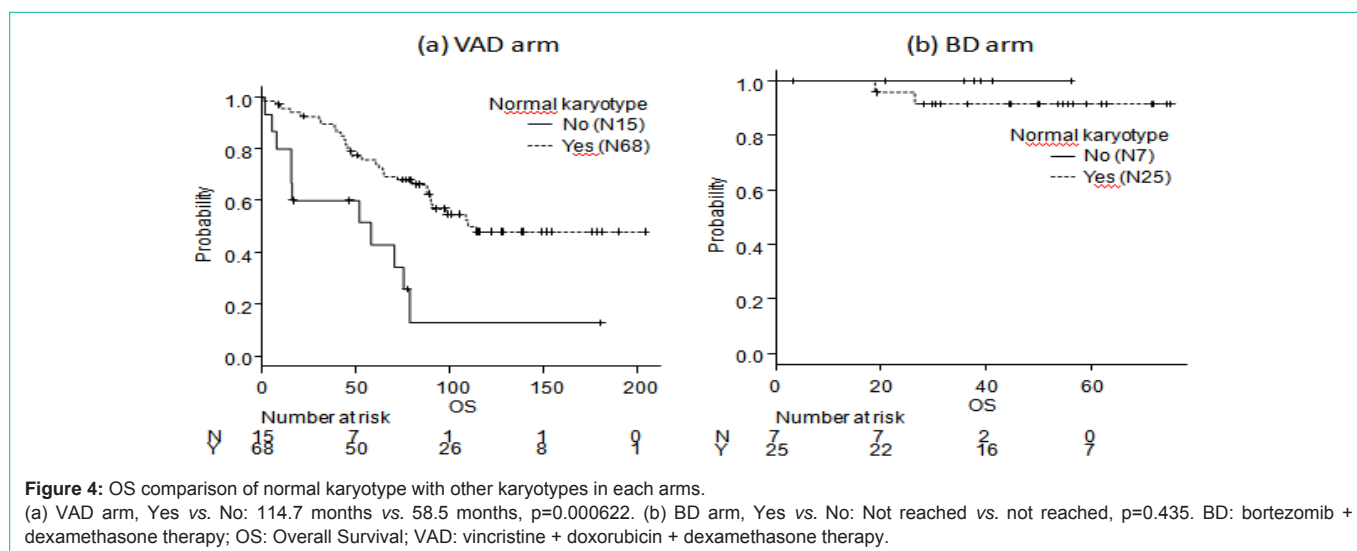 (a) VAD arm
Normal karyotype
No (N15)
Yes (N68)
Probability
1.0
0.8
0.6
0.4
0.2
0.0
0 50 100 150 200
OS
Number at risk
N 15 7 1 1 0
Y 68 50 26 8 1
(b) BD arm
Normal karyotype
No (N7)
Yes (N25)
Probability
1.0
0.8
0.6
0.4
0.2
0.0
0 20 40 60
OS
Number at risk
N 7 7 2 0
Y 25 22 16 7
Figure 4: OS comparison of normal karyotype with other karyotypes in each arms.
(a) VAD arm, Yes vs. No: 114.7 months vs. 58.5 months, p=0.000622. (b) BD arm, Yes vs. No: Not reached vs. not reached, p=0.435. BD: bortezomib +
dexamethasone therapy; OS: Overall Survival; VAD: vincristine + doxorubicin + dexamethasone therapy.